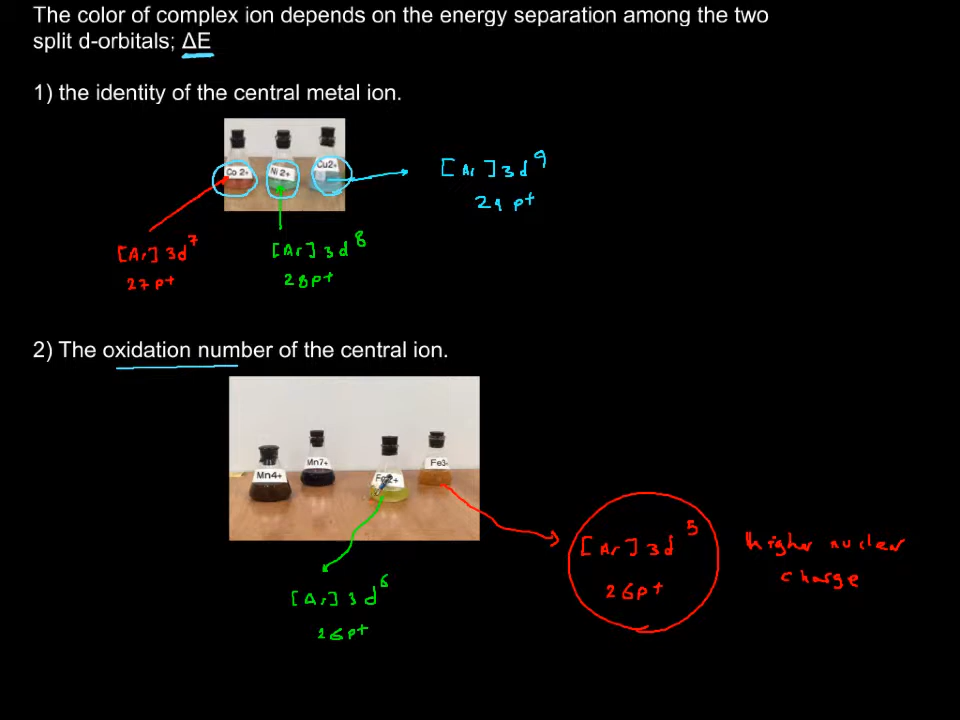 The color of complex ion depends on the energy separation among the two
split d-orbitals; ΔE
1) the identity of the central metal ion.
Co 2+
Ni 2+
Cu2+
[Ar] 3d⁹
29 p+
[Ar] 3d⁷
27 p+
[Ar] 3d⁸
28 p+
2) The oxidation number of the central ion.
Mn4+
Mn7+
Fe2+
Fe3+
[Ar] 3d⁵
26 p+
higher nuclear
charge
[Ar] 3d⁶
26 p+